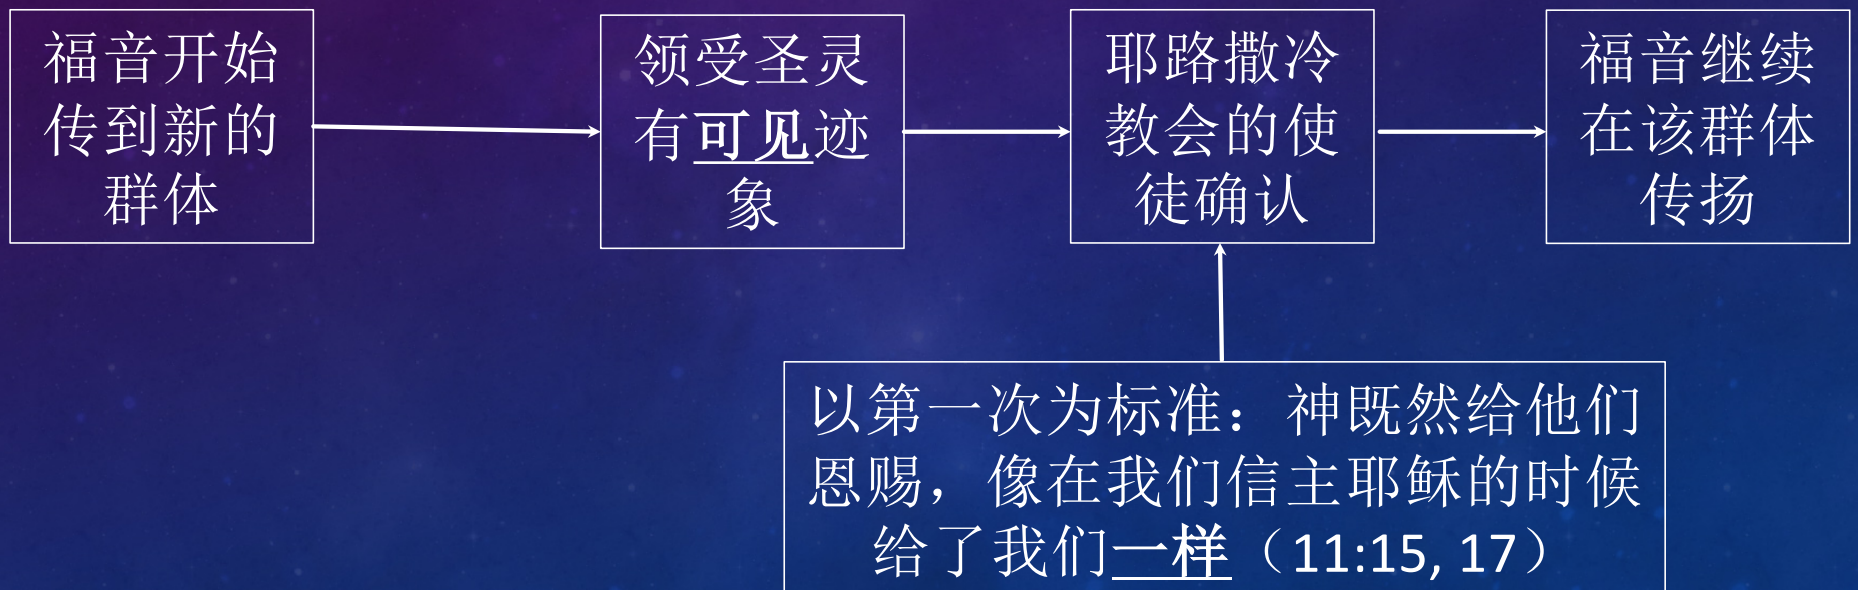 福音开始
传到新的
群体
领受圣灵
有可见迹
象
耶路撒冷
教会的使
徒确认
福音继续
在该群体
传扬
以第一次为标准：神既然给他们
恩赐，像在我们信主耶稣的时候
给了我们一样（11:15, 17）